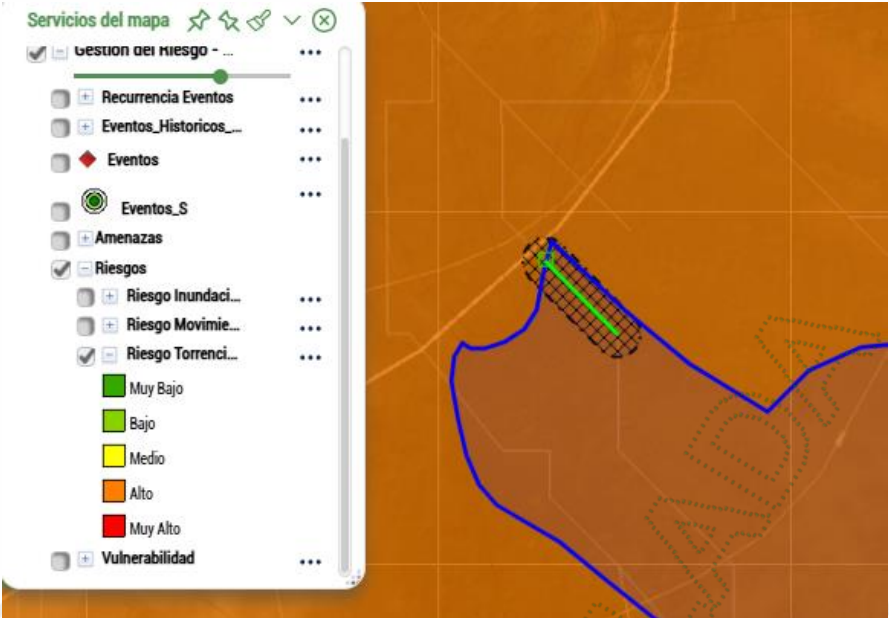 Servicios del mapa
Gestión del Riesgo - ...
Recurrencia Eventos
Eventos_Historicos_...
Eventos
Eventos_S
Amenazas
Riesgos
Riesgo Inundaci...
Riesgo Movimie...
Riesgo Torrenci...
Muy Bajo
Bajo
Medio
Alto
Muy Alto
Vulnerabilidad